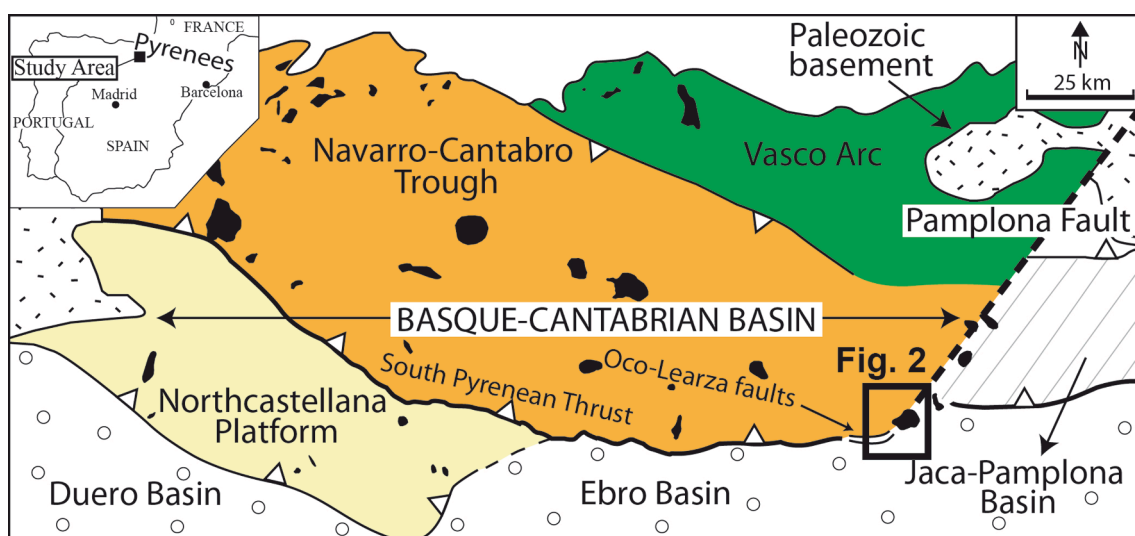 FRANCE
0
Pyrenees
Study Area
Madrid
Barcelona
PORTUGAL
SPAIN
Paleozoic
basement
N
25 km
Navarro-Cantabro
Trough
Vasco Arc
Pamplona Fault
BASQUE-CANTABRIAN BASIN
Fig. 2
Oco-Learza faults
South Pyrenean Thrust
Northcastellana
Platform
Duero Basin
Ebro Basin
Jaca-Pamplona
Basin